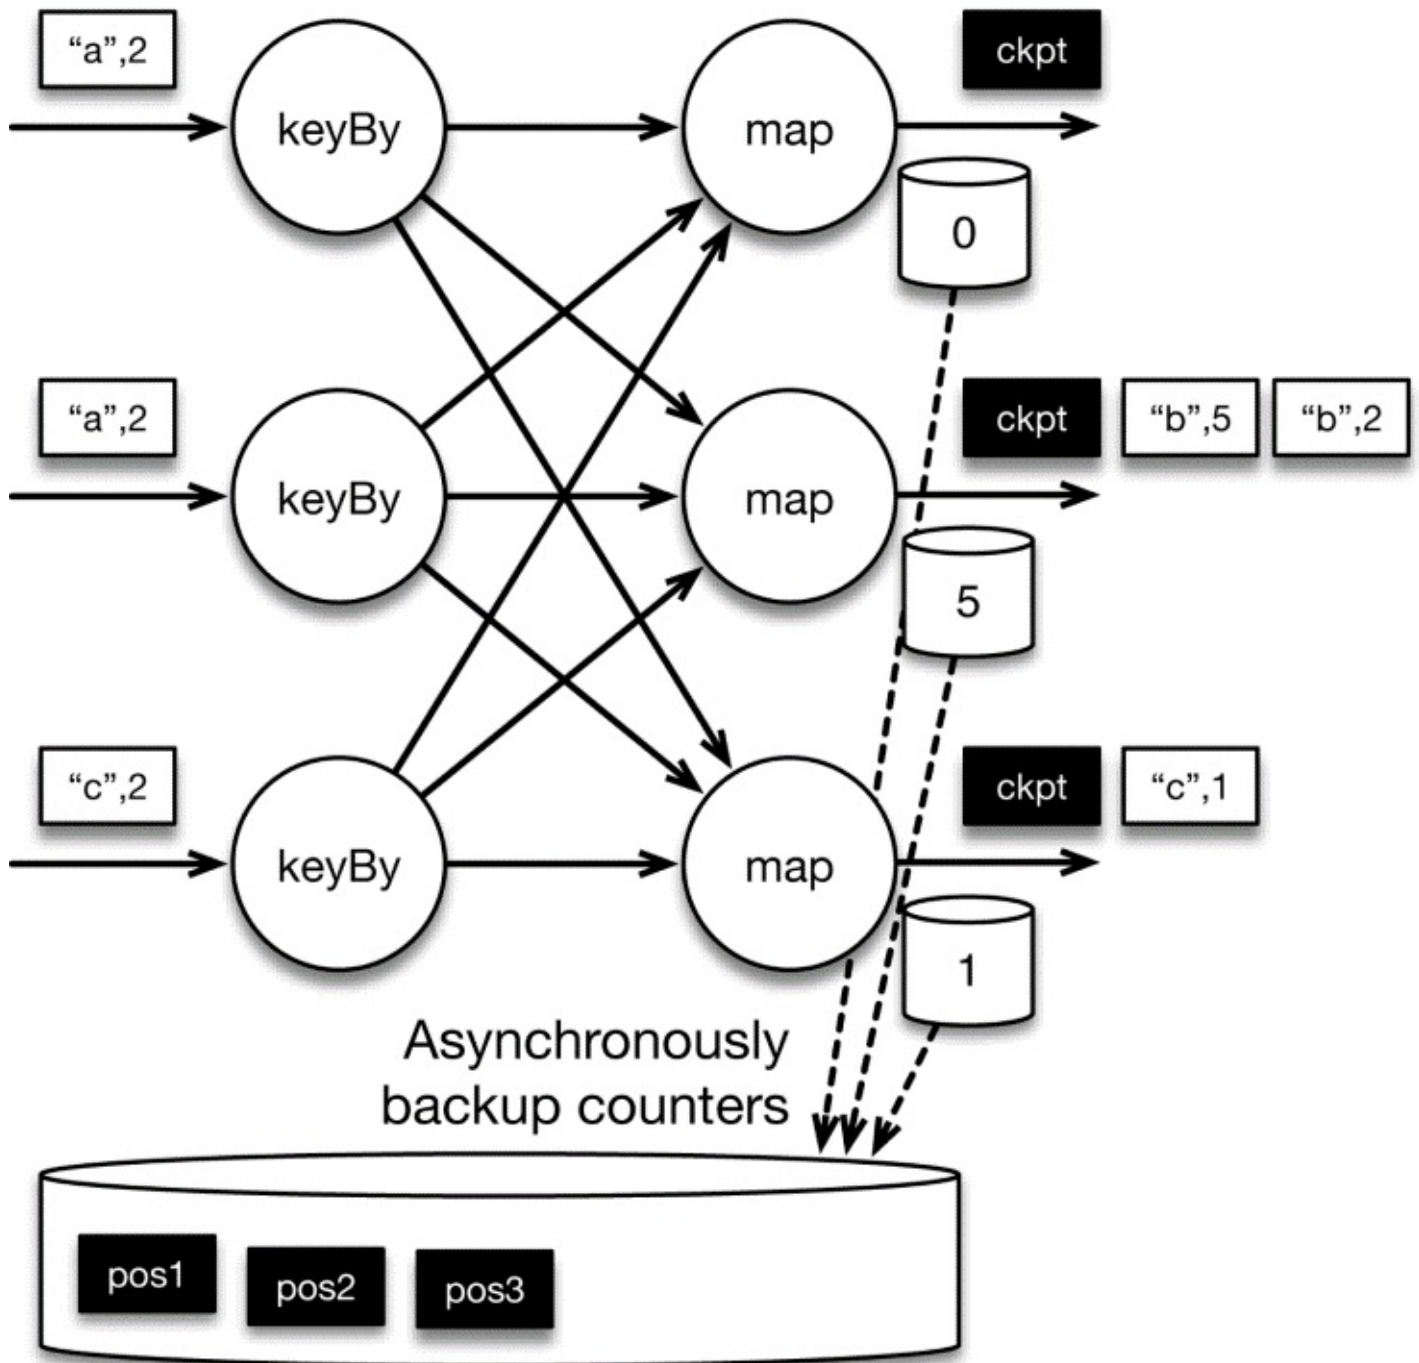 “a”,2
ckpt
keyBy
map
0
“a”,2
ckpt
“b”,5
“b”,2
keyBy
map
5
“c”,2
ckpt
“c”,1
keyBy
map
1
Asynchronously
backup counters
pos1
pos2
pos3